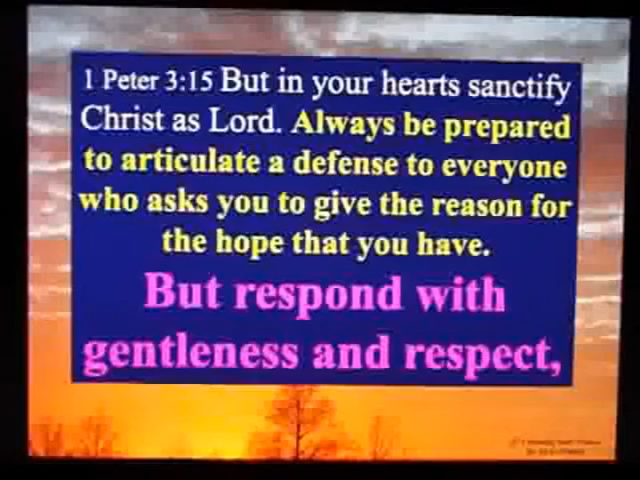 1 Peter 3:15 But in your hearts sanctify
Christ as Lord. Always be prepared
to articulate a defense to everyone
who asks you to give the reason for
the hope that you have.
But respond with
gentleness and respect,